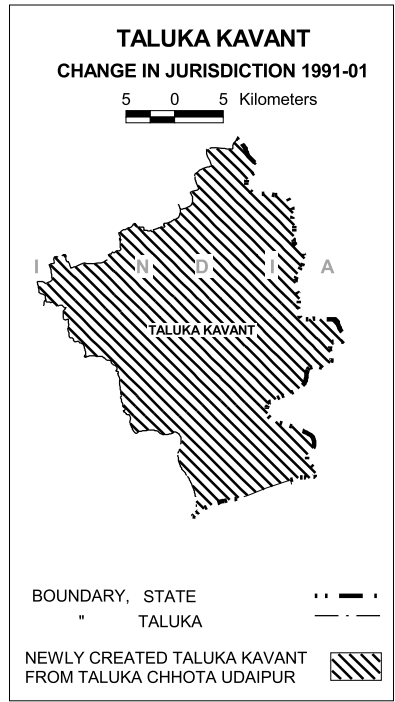 TALUKA KAVANT
CHANGE IN JURISDICTION 1991-01
5 0 5 Kilometers
I N D I A
TALUKA KAVANT
BOUNDARY, STATE
" TALUKA
NEWLY CREATED TALUKA KAVANT
FROM TALUKA CHHOTA UDAIPUR